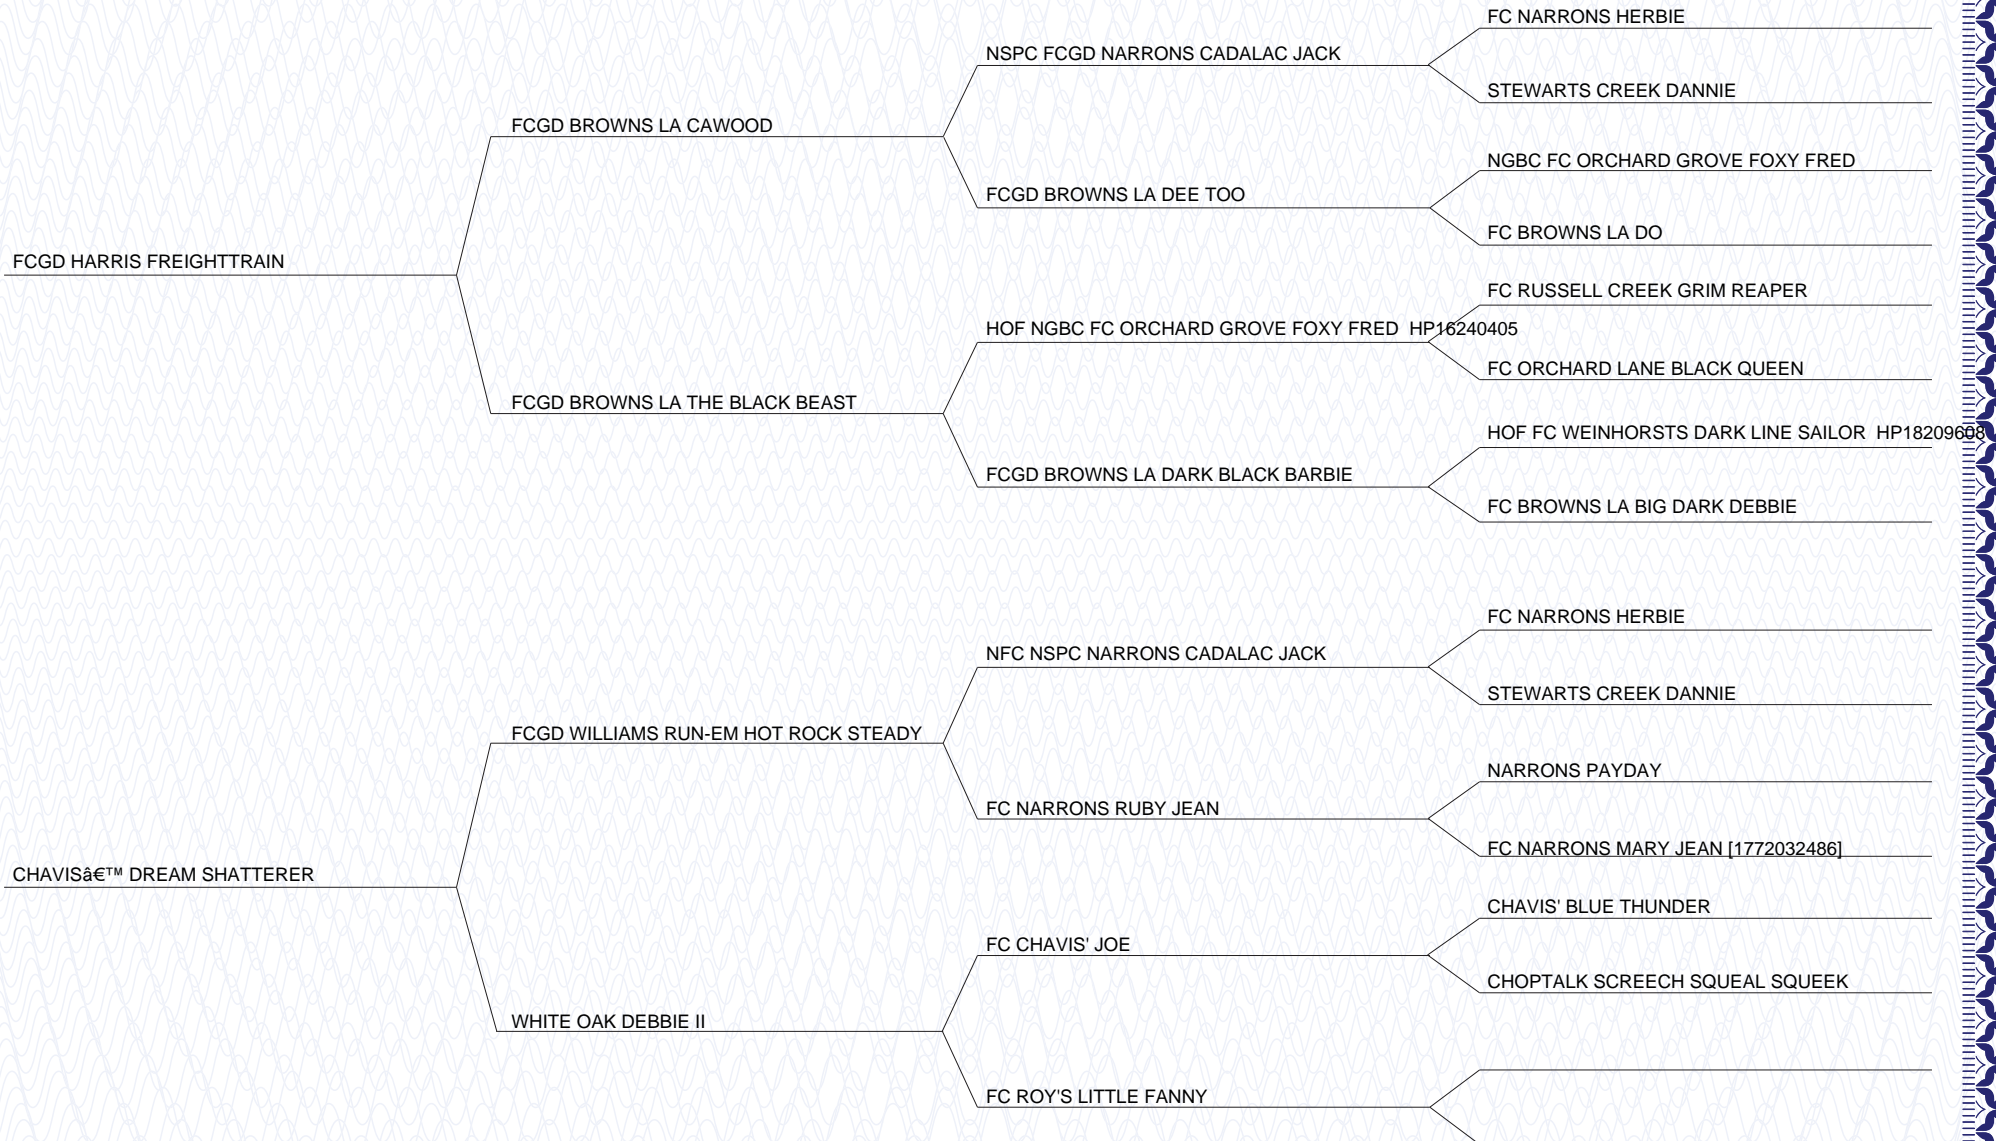 FC NARRONS HERBIE
NSPC FCGD NARRONS CADALAC JACK
STEWARTS CREEK DANNIE
FCGD BROWNS LA CAWOOD
NGBC FC ORCHARD GROVE FOXY FRED
FCGD BROWNS LA DEE TOO
FC BROWNS LA DO
FCGD HARRIS FREIGHTTRAIN
FC RUSSELL CREEK GRIM REAPER
HOF NGBC FC ORCHARD GROVE FOXY FRED HP16240405
FC ORCHARD LANE BLACK QUEEN
FCGD BROWNS LA THE BLACK BEAST
HOF FC WEINHORSTS DARK LINE SAILOR HP18209608
FCGD BROWNS LA DARK BLACK BARBIE
FC BROWNS LA BIG DARK DEBBIE
FC NARRONS HERBIE
NFC NSPC NARRONS CADALAC JACK
STEWARTS CREEK DANNIE
FCGD WILLIAMS RUN-EM HOT ROCK STEADY
NARRONS PAYDAY
FC NARRONS RUBY JEAN
FC NARRONS MARY JEAN [1772032486]
CHAVISâ€™ DREAM SHATTERER
CHAVIS' BLUE THUNDER
FC CHAVIS' JOE
CHOPTALK SCREECH SQUEAL SQUEEK
WHITE OAK DEBBIE II
FC ROY'S LITTLE FANNY